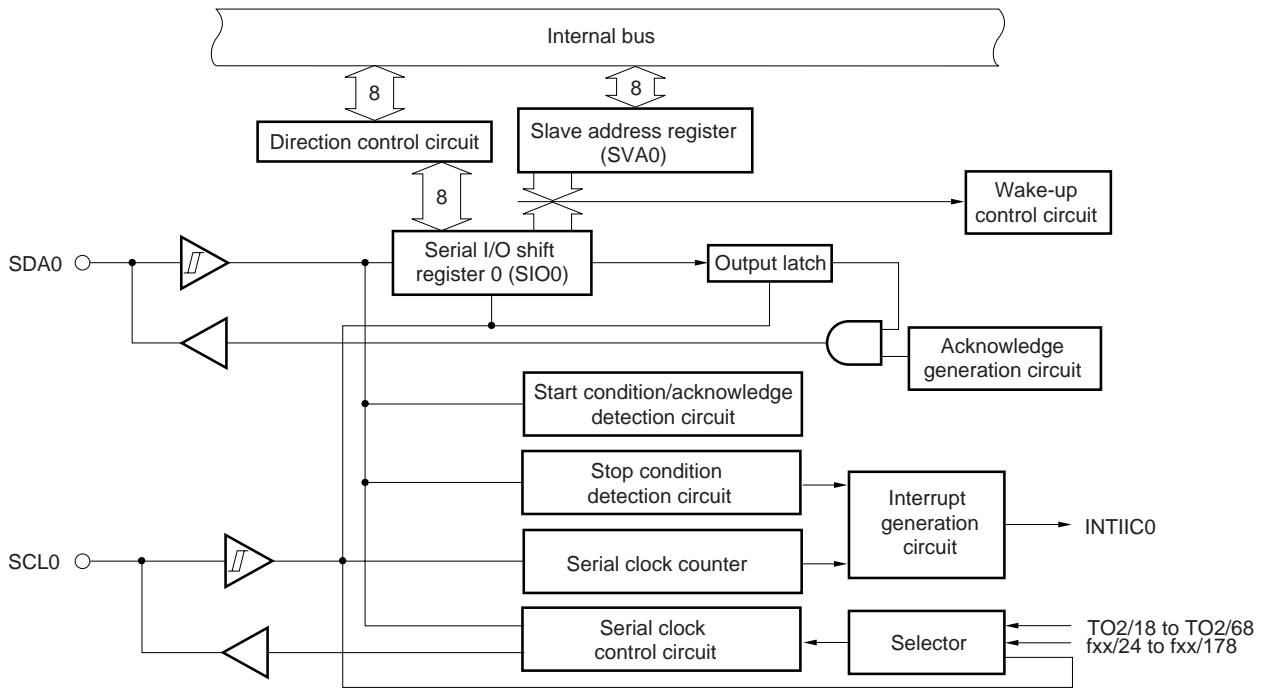 Internal bus
8
8
Direction control circuit
Slave address register
(SVA0)
8
Wake-up
control circuit
SDA0
Serial I/O shift
register 0 (SIO0)
Output latch
Acknowledge
generation circuit
Start condition/acknowledge
detection circuit
Stop condition
detection circuit
Interrupt
generation
circuit
INTIIC0
SCL0
Serial clock counter
Serial clock
control circuit
Selector
TO2/18 to TO2/68
fxx/24 to fxx/178